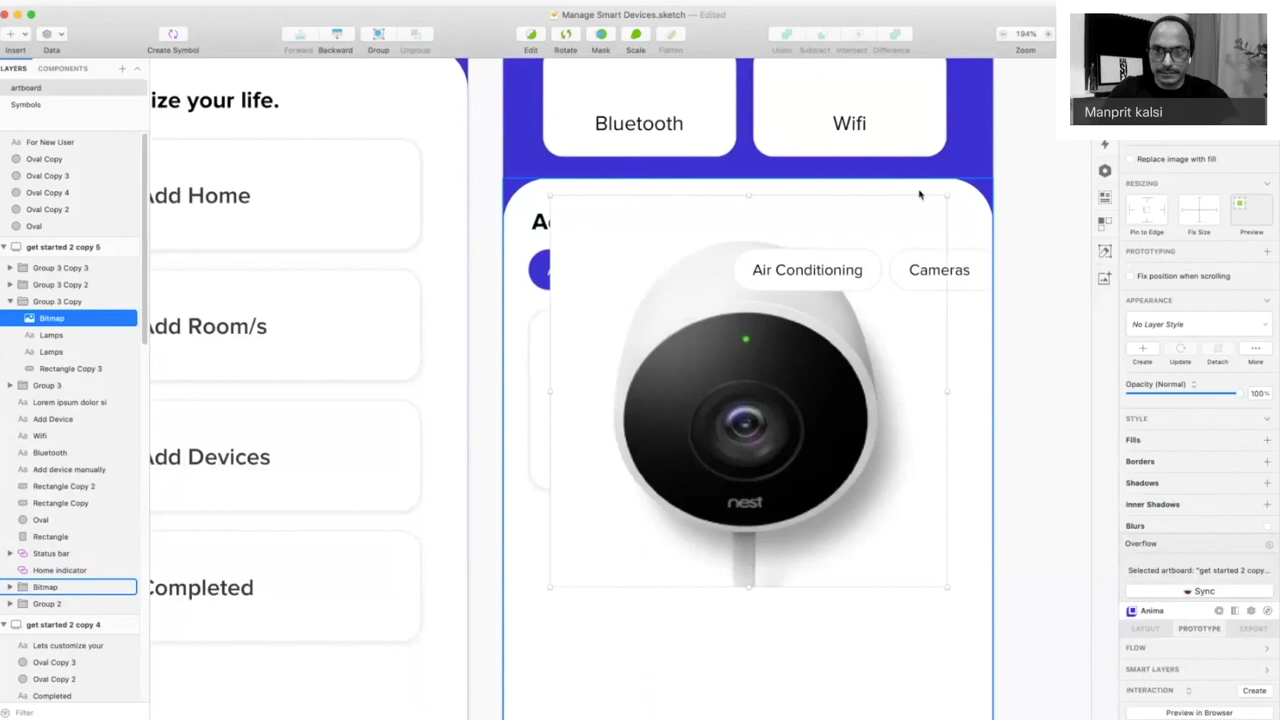 Manage Smart Devices.sketch — Edited
Insert
Data
Create Symbol
Forward
Backward
Group
Ungroup
Edit
Rotate
Mask
Scale
Flatten
Union
Subtract
Intersect
Difference
194%
Zoom
Manprit kalsi
LAYERS
COMPONENTS
artboard
Symbols
For New User
Oval Copy
Oval Copy 3
Oval Copy 4
Oval Copy 2
Oval
get started 2 copy 5
Group 3 Copy 3
Group 3 Copy 2
Group 3 Copy
Bitmap
Lamps
Lamps
Rectangle Copy 3
Group 3
Lorem ipsum dolor si
Add Device
Wifi
Bluetooth
Add device manually
Rectangle Copy 2
Rectangle Copy
Oval
Rectangle
Status bar
Home indicator
Bitmap
Group 2
get started 2 copy 4
Lets customize your
Oval Copy 3
Oval Copy 2
Completed
Filter
ize your life.
Add Home
Add Room/s
Add Devices
Completed
Bluetooth
Wifi
Air Conditioning
Cameras
nest
Replace image with fill
RESIZING
Pin to Edge
Fix Size
Preview
PROTOTYPING
Fix position when scrolling
APPEARANCE
No Layer Style
Create
Update
Detach
More
Opacity (Normal)
100%
STYLE
Fills
Borders
Shadows
Inner Shadows
Blurs
Overflow
Selected artboard: "get started 2 copy...
Sync
Anima
LAYOUT
PROTOTYPE
EXPORT
FLOW
SMART LAYERS
INTERACTION
Create
Preview in Browser